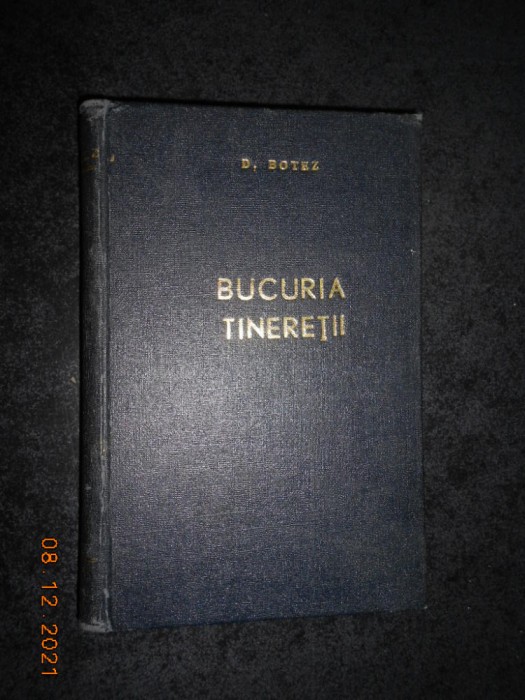 D. BOTEZ
BUCURIA
TINEREȚII
08.12.2021